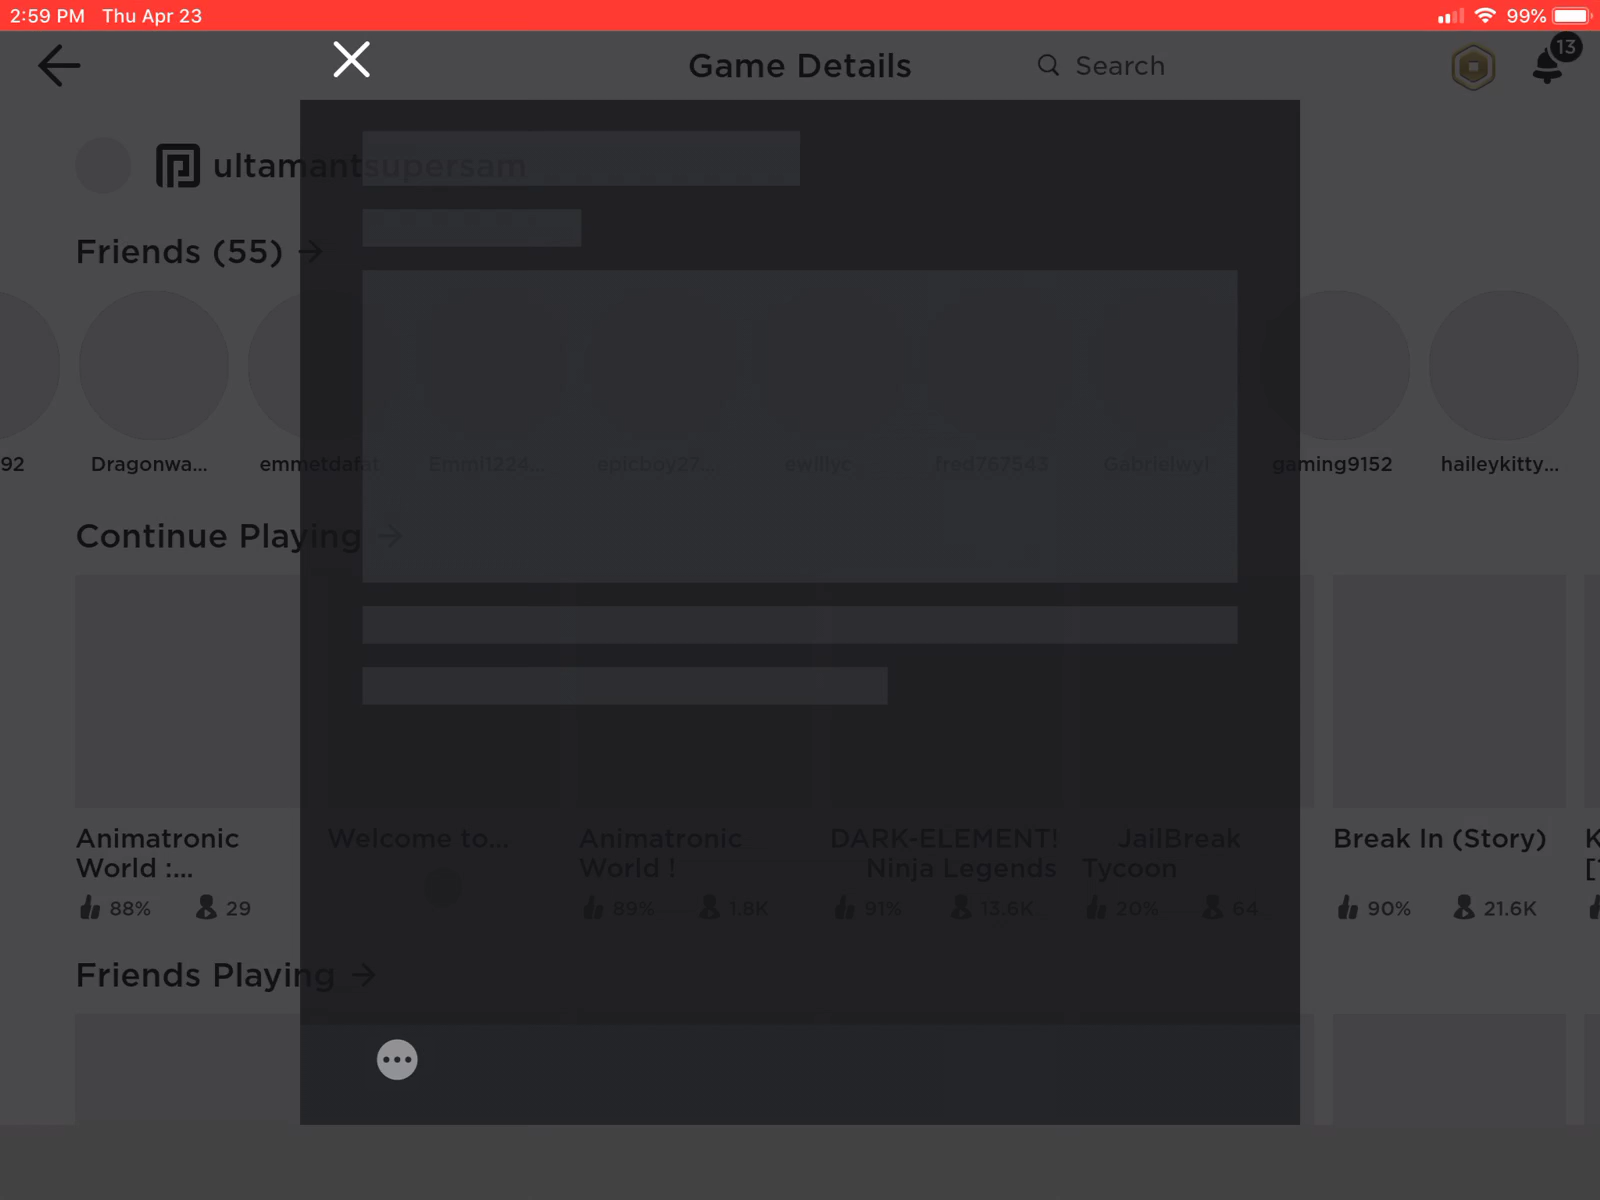 2:59 PM Thu Apr 23
99%
Game Details
Search
13
ultamantsupersam
Friends (55)
92
Dragonwa...
emmetdafat
Emmi1224...
epicboy27...
ewillyc
fred767543
Gabrielwyl
gaming9152
haileykitty...
Continue Playing
Animatronic
World :...
88% 29
Welcome to...
Animatronic
World !
89% 1.8K
DARK-ELEMENT!
Ninja Legends
91% 13.6K
JailBreak
Tycoon
20% 64
Break In (Story)
90% 21.6K
K
[
Friends Playing